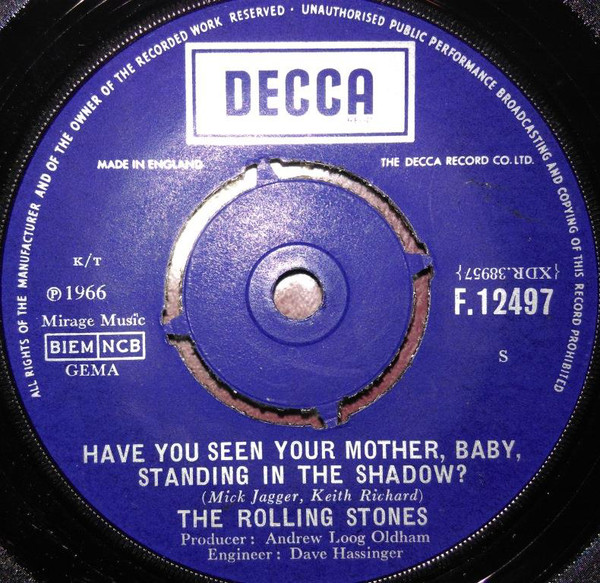 ALL RIGHTS OF THE MANUFACTURER AND OF THE OWNER OF THE RECORDED WORK RESERVED · UNAUTHORISED PUBLIC PERFORMANCE BROADCASTING AND COPYING OF THIS RECORD PROHIBITED
DECCA
MADE IN ENGLAND
THE DECCA RECORD CO. LTD.
K/T
{XDR.38957}
℗1966
F.12497
Mirage Music
BIEM NCB
S
GEMA
HAVE YOU SEEN YOUR MOTHER, BABY,
STANDING IN THE SHADOW?
(Mick Jagger, Keith Richard)
THE ROLLING STONES
Producer: Andrew Loog Oldham
Engineer: Dave Hassinger